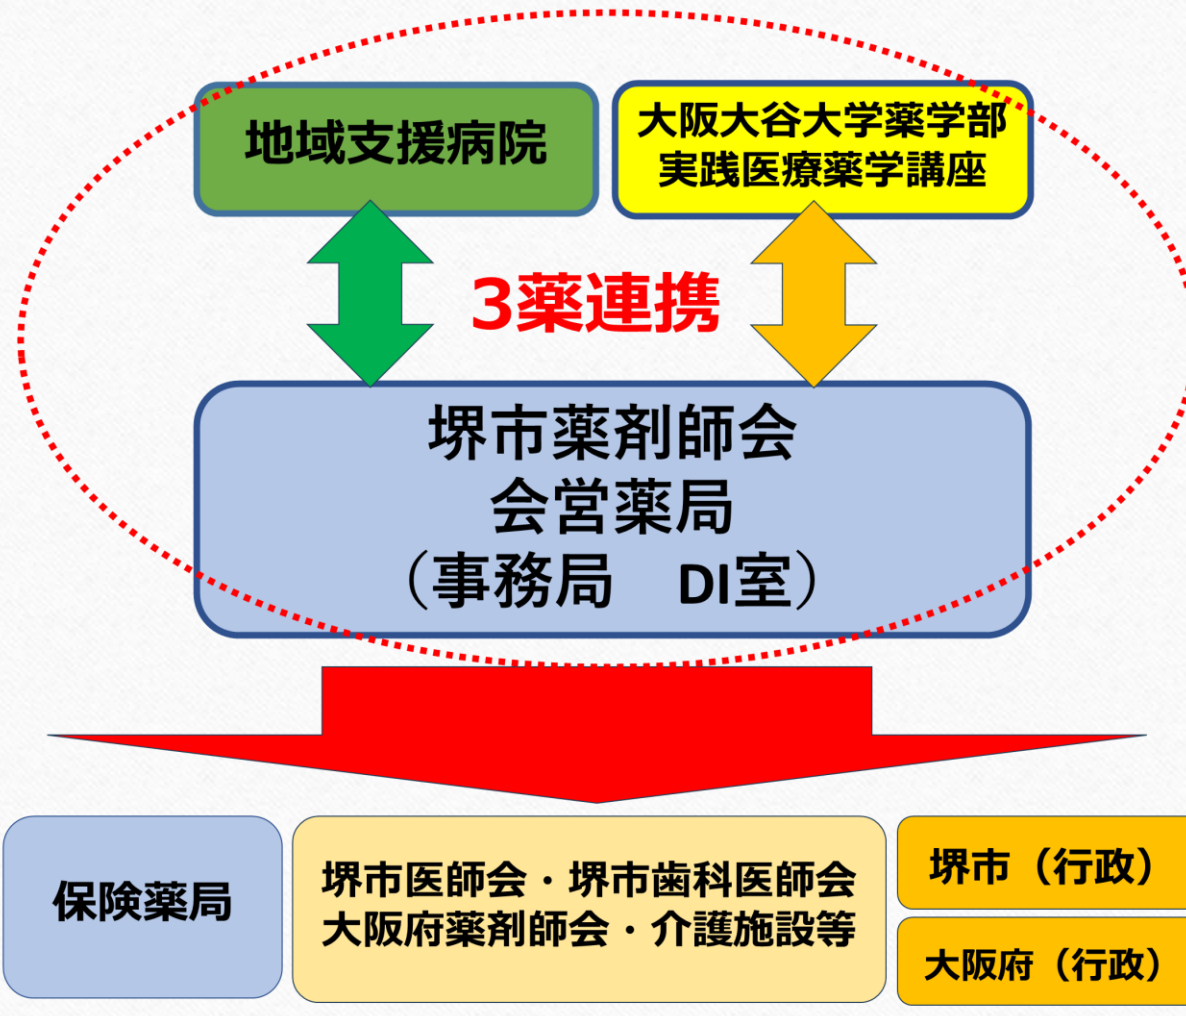 地域支援病院
大阪大谷大学薬学部
実践医療薬学講座
3薬連携
堺市薬剤師会
会営薬局
（事務局　DI室）
保険薬局
堺市医師会・堺市歯科医師会
大阪府薬剤師会・介護施設等
堺市（行政）
大阪府（行政）